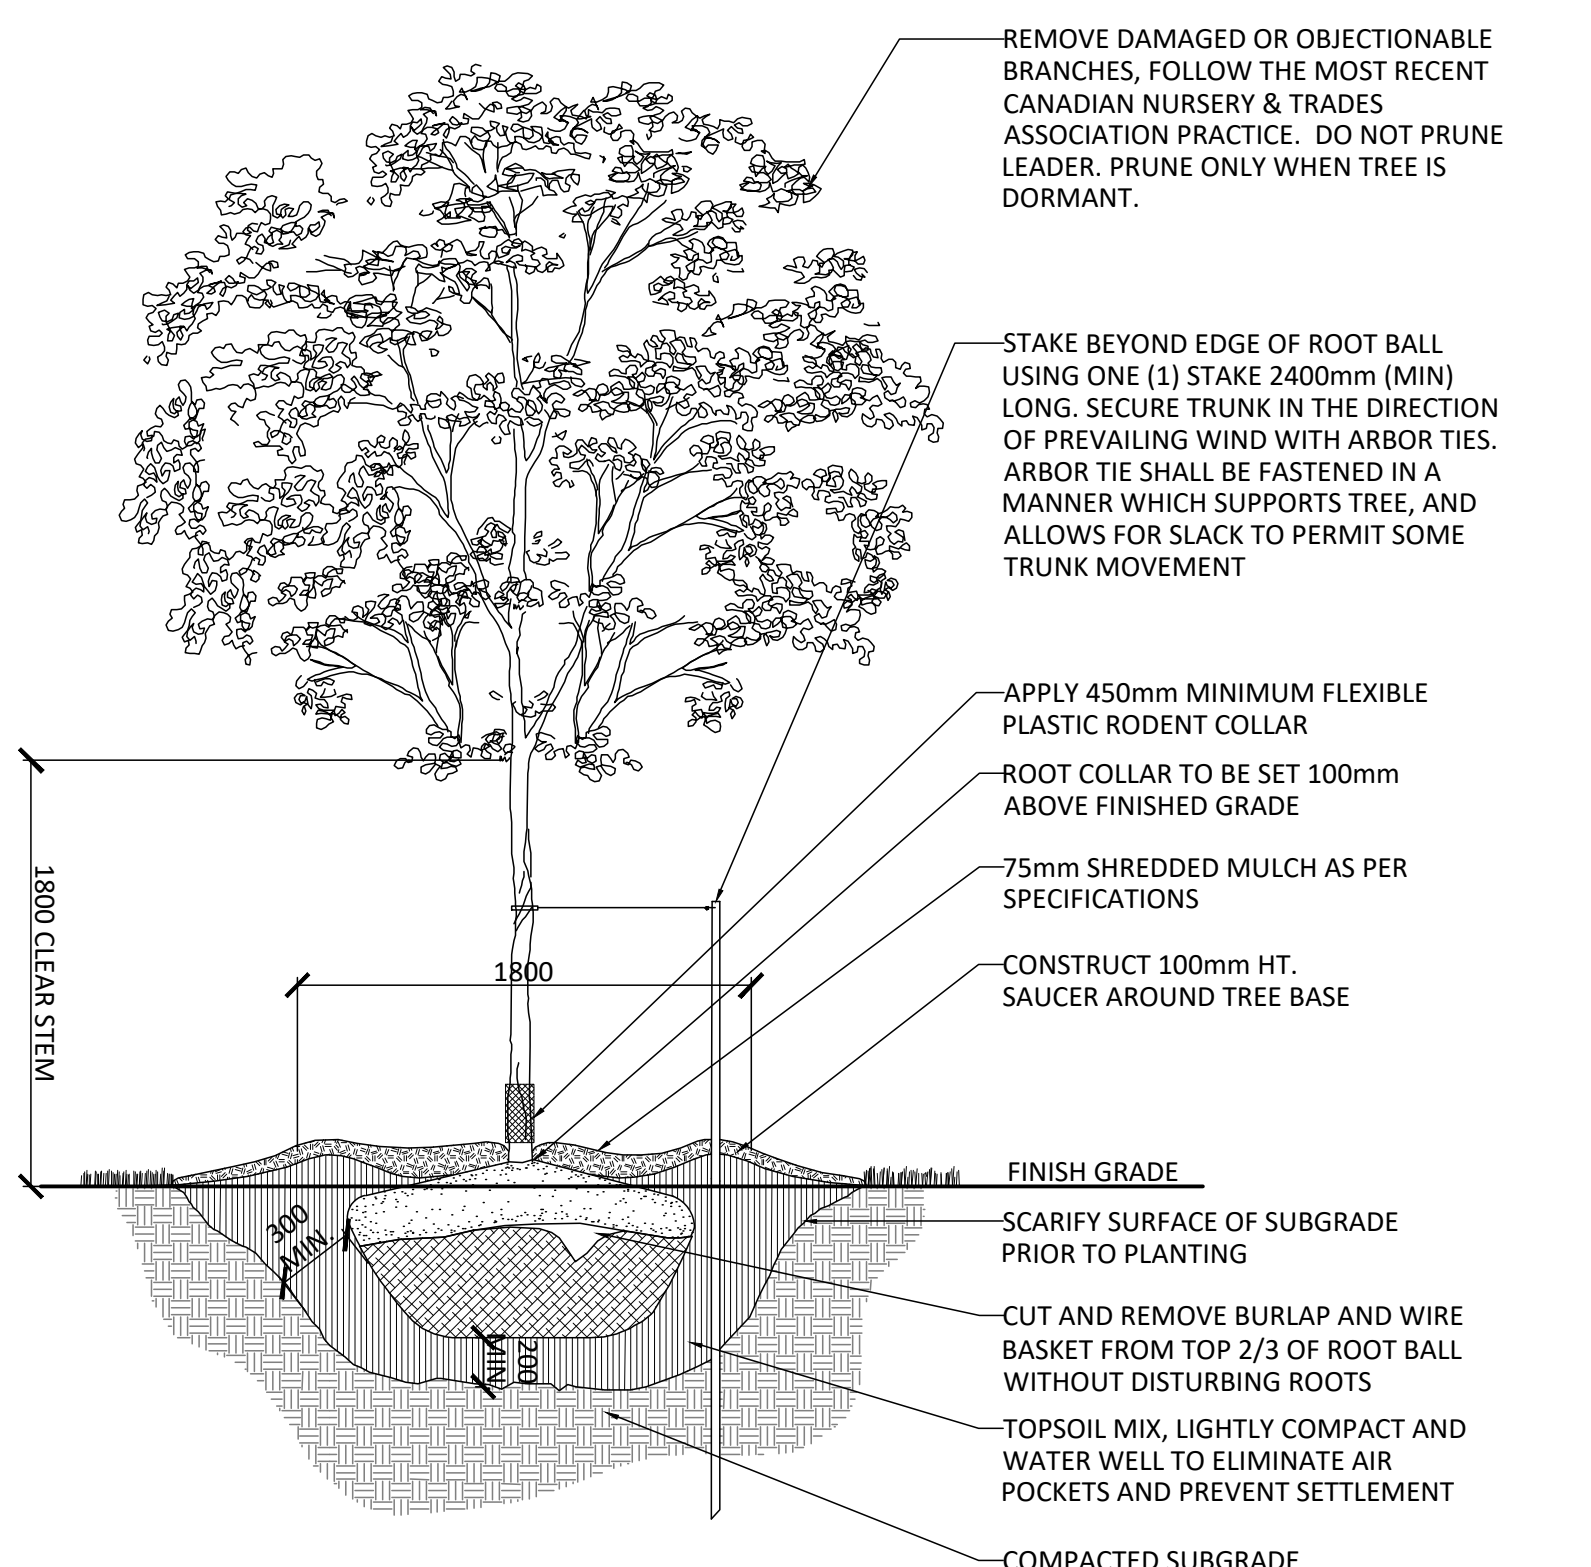 REMOVE DAMAGED OR OBJECTIONABLE
BRANCHES, FOLLOW THE MOST RECENT
CANADIAN NURSERY & TRADES
ASSOCIATION PRACTICE.  DO NOT PRUNE
LEADER. PRUNE ONLY WHEN TREE IS
DORMANT.
STAKE BEYOND EDGE OF ROOT BALL
USING ONE (1) STAKE 2400mm (MIN)
LONG. SECURE TRUNK IN THE DIRECTION
OF PREVAILING WIND WITH ARBOR TIES.
ARBOR TIE SHALL BE FASTENED IN A
MANNER WHICH SUPPORTS TREE, AND
ALLOWS FOR SLACK TO PERMIT SOME
TRUNK MOVEMENT
APPLY 450mm MINIMUM FLEXIBLE
PLASTIC RODENT COLLAR
ROOT COLLAR TO BE SET 100mm
ABOVE FINISHED GRADE
75mm SHREDDED MULCH AS PER
SPECIFICATIONS
CONSTRUCT 100mm HT.
SAUCER AROUND TREE BASE
1800 CLEAR STEM
1800
FINISH GRADE
SCARIFY SURFACE OF SUBGRADE
PRIOR TO PLANTING
300
MIN.
200
MIN
CUT AND REMOVE BURLAP AND WIRE
BASKET FROM TOP 2/3 OF ROOT BALL
WITHOUT DISTURBING ROOTS
TOPSOIL MIX, LIGHTLY COMPACT AND
WATER WELL TO ELIMINATE AIR
POCKETS AND PREVENT SETTLEMENT
COMPACTED SUBGRADE